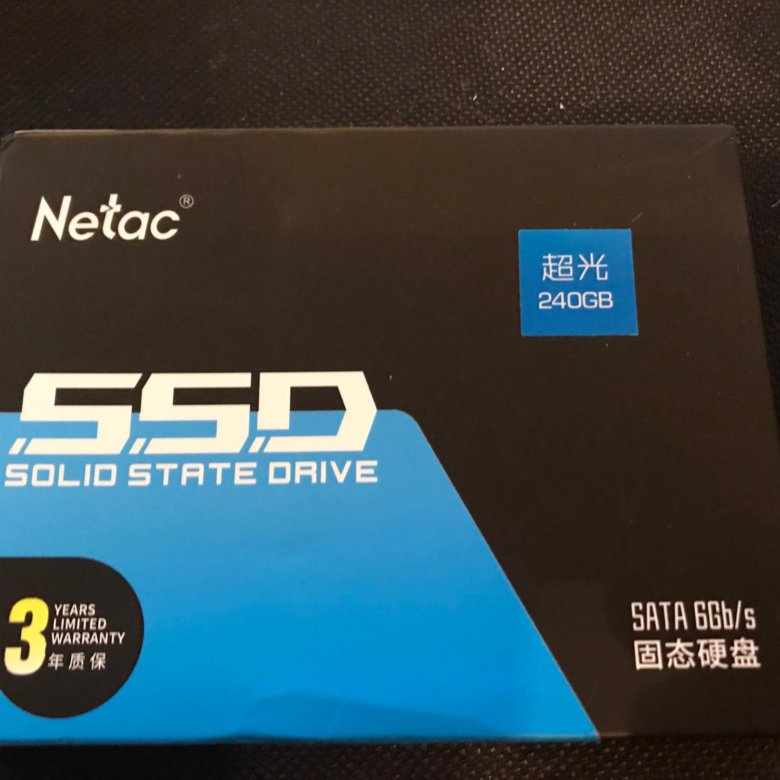 Netac®
超光
240GB
SSD
SOLID STATE DRIVE
3
YEARS
LIMITED
WARRANTY
年质保
SATA 6Gb/s
固态硬盘